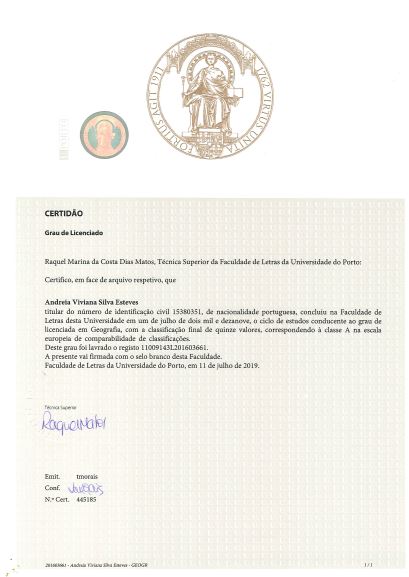 FORTIUS AGIT 1911
1762 VIRTUS UNITA
CERTIDÃO
Grau de Licenciado
Raquel Marina da Costa Dias Matos, Técnica Superior da Faculdade de Letras da Universidade do Porto:
Certifico, em face de arquivo respetivo, que
Andreia Viviana Silva Esteves
titular do número de identificação civil 15380351, de nacionalidade portuguesa, concluiu na Faculdade de
Letras desta Universidade em um de julho de dois mil e dezanove, o ciclo de estudos conducente ao grau de
licenciada em Geografia, com a classificação final de quinze valores, correspondendo à classe A na escala
europeia de comparabilidade de classificações.
Deste grau foi lavrado o registo 11009143L201603661.
A presente vai firmada com o selo branco desta Faculdade.
Faculdade de Letras da Universidade do Porto, em 11 de julho de 2019.
Técnica Superior
Raquel Matos
Emit. tmorais
Conf.
N.º Cert. 445185
201603661 - Andreia Viviana Silva Esteves - GEOGR
1 / 1